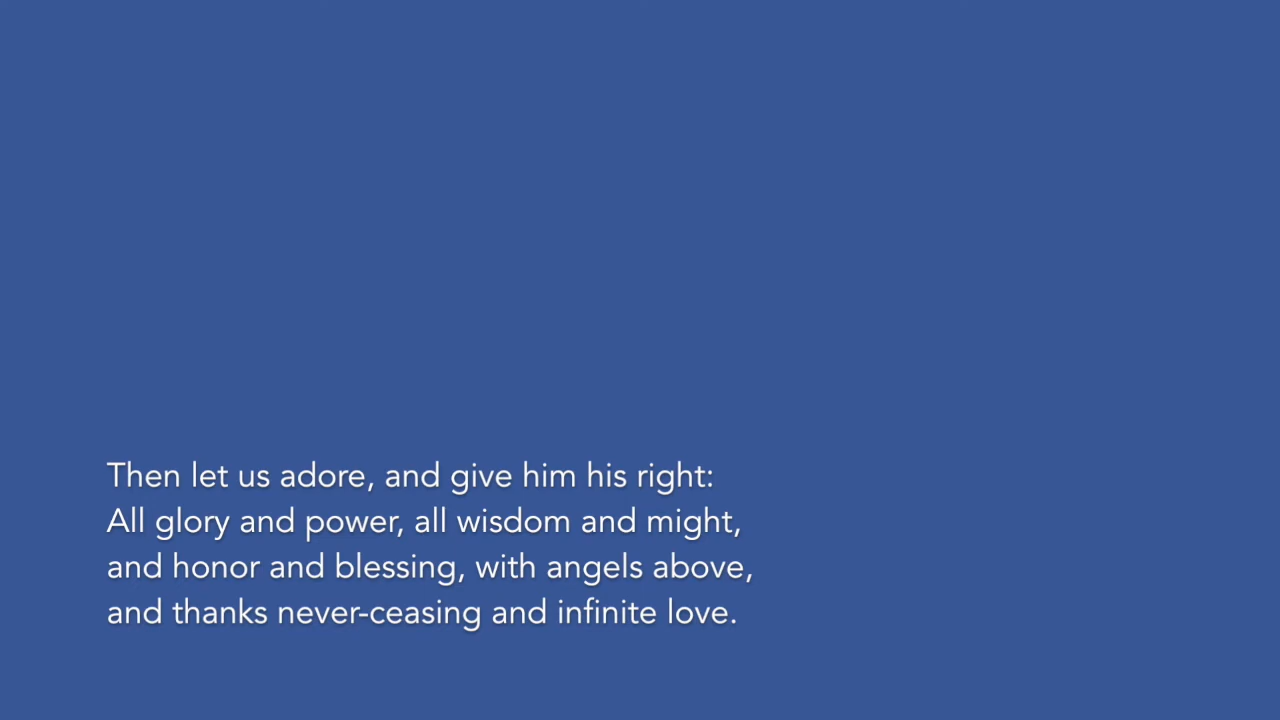 Then let us adore, and give him his right:
All glory and power, all wisdom and might,
and honor and blessing, with angels above,
and thanks never-ceasing and infinite love.